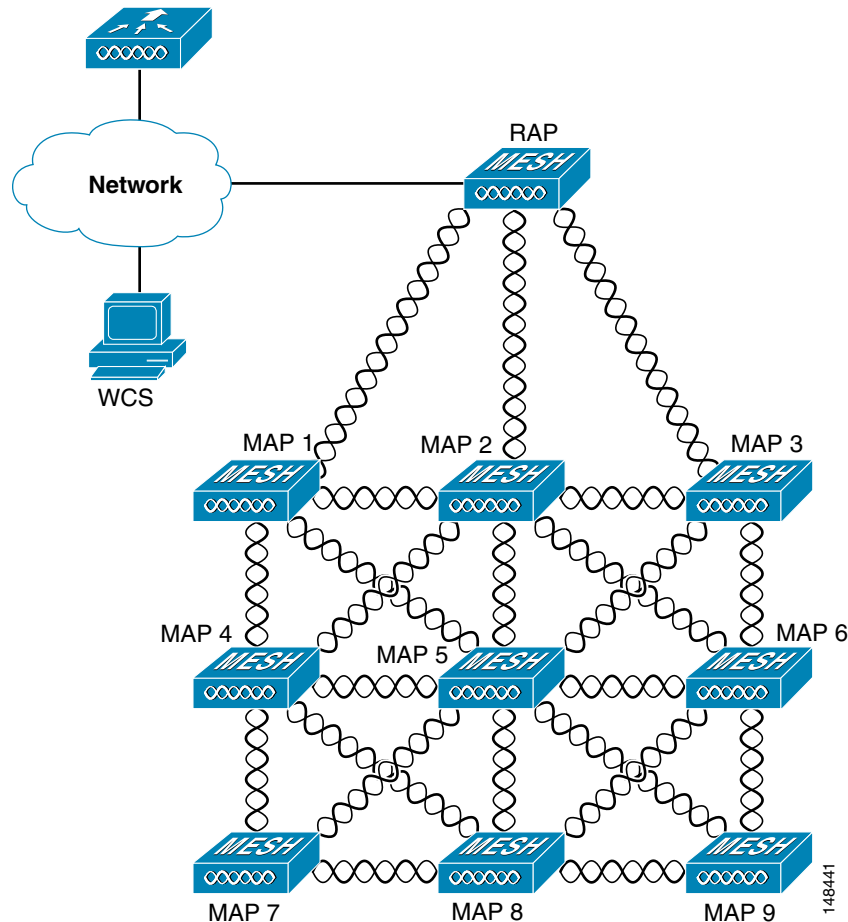 RAP
MESH
Network
WCS
MAP 1
MAP 2
MAP 3
MESH
MESH
MESH
MAP 4
MAP 5
MAP 6
MESH
MESH
MESH
MESH
MESH
MESH
MAP 7
MAP 8
MAP 9
148441